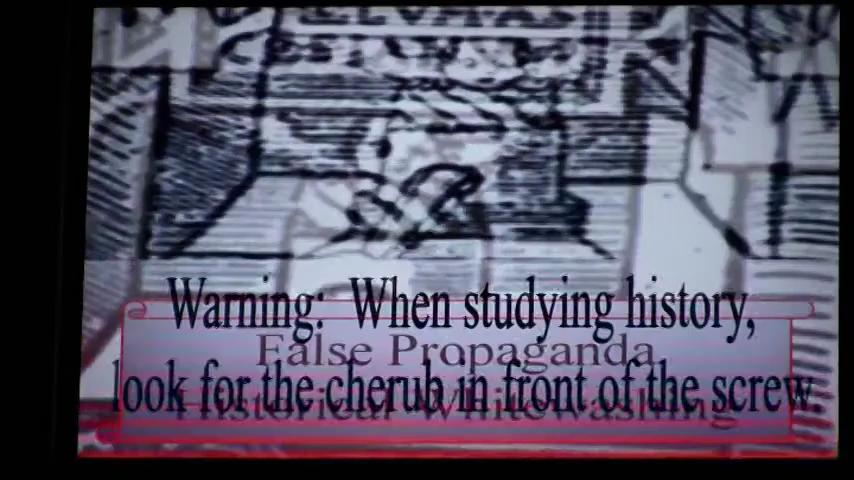 Warning: When studying history,
False Propaganda
look for the cherub in front of the screw.
Historical Whitewashing